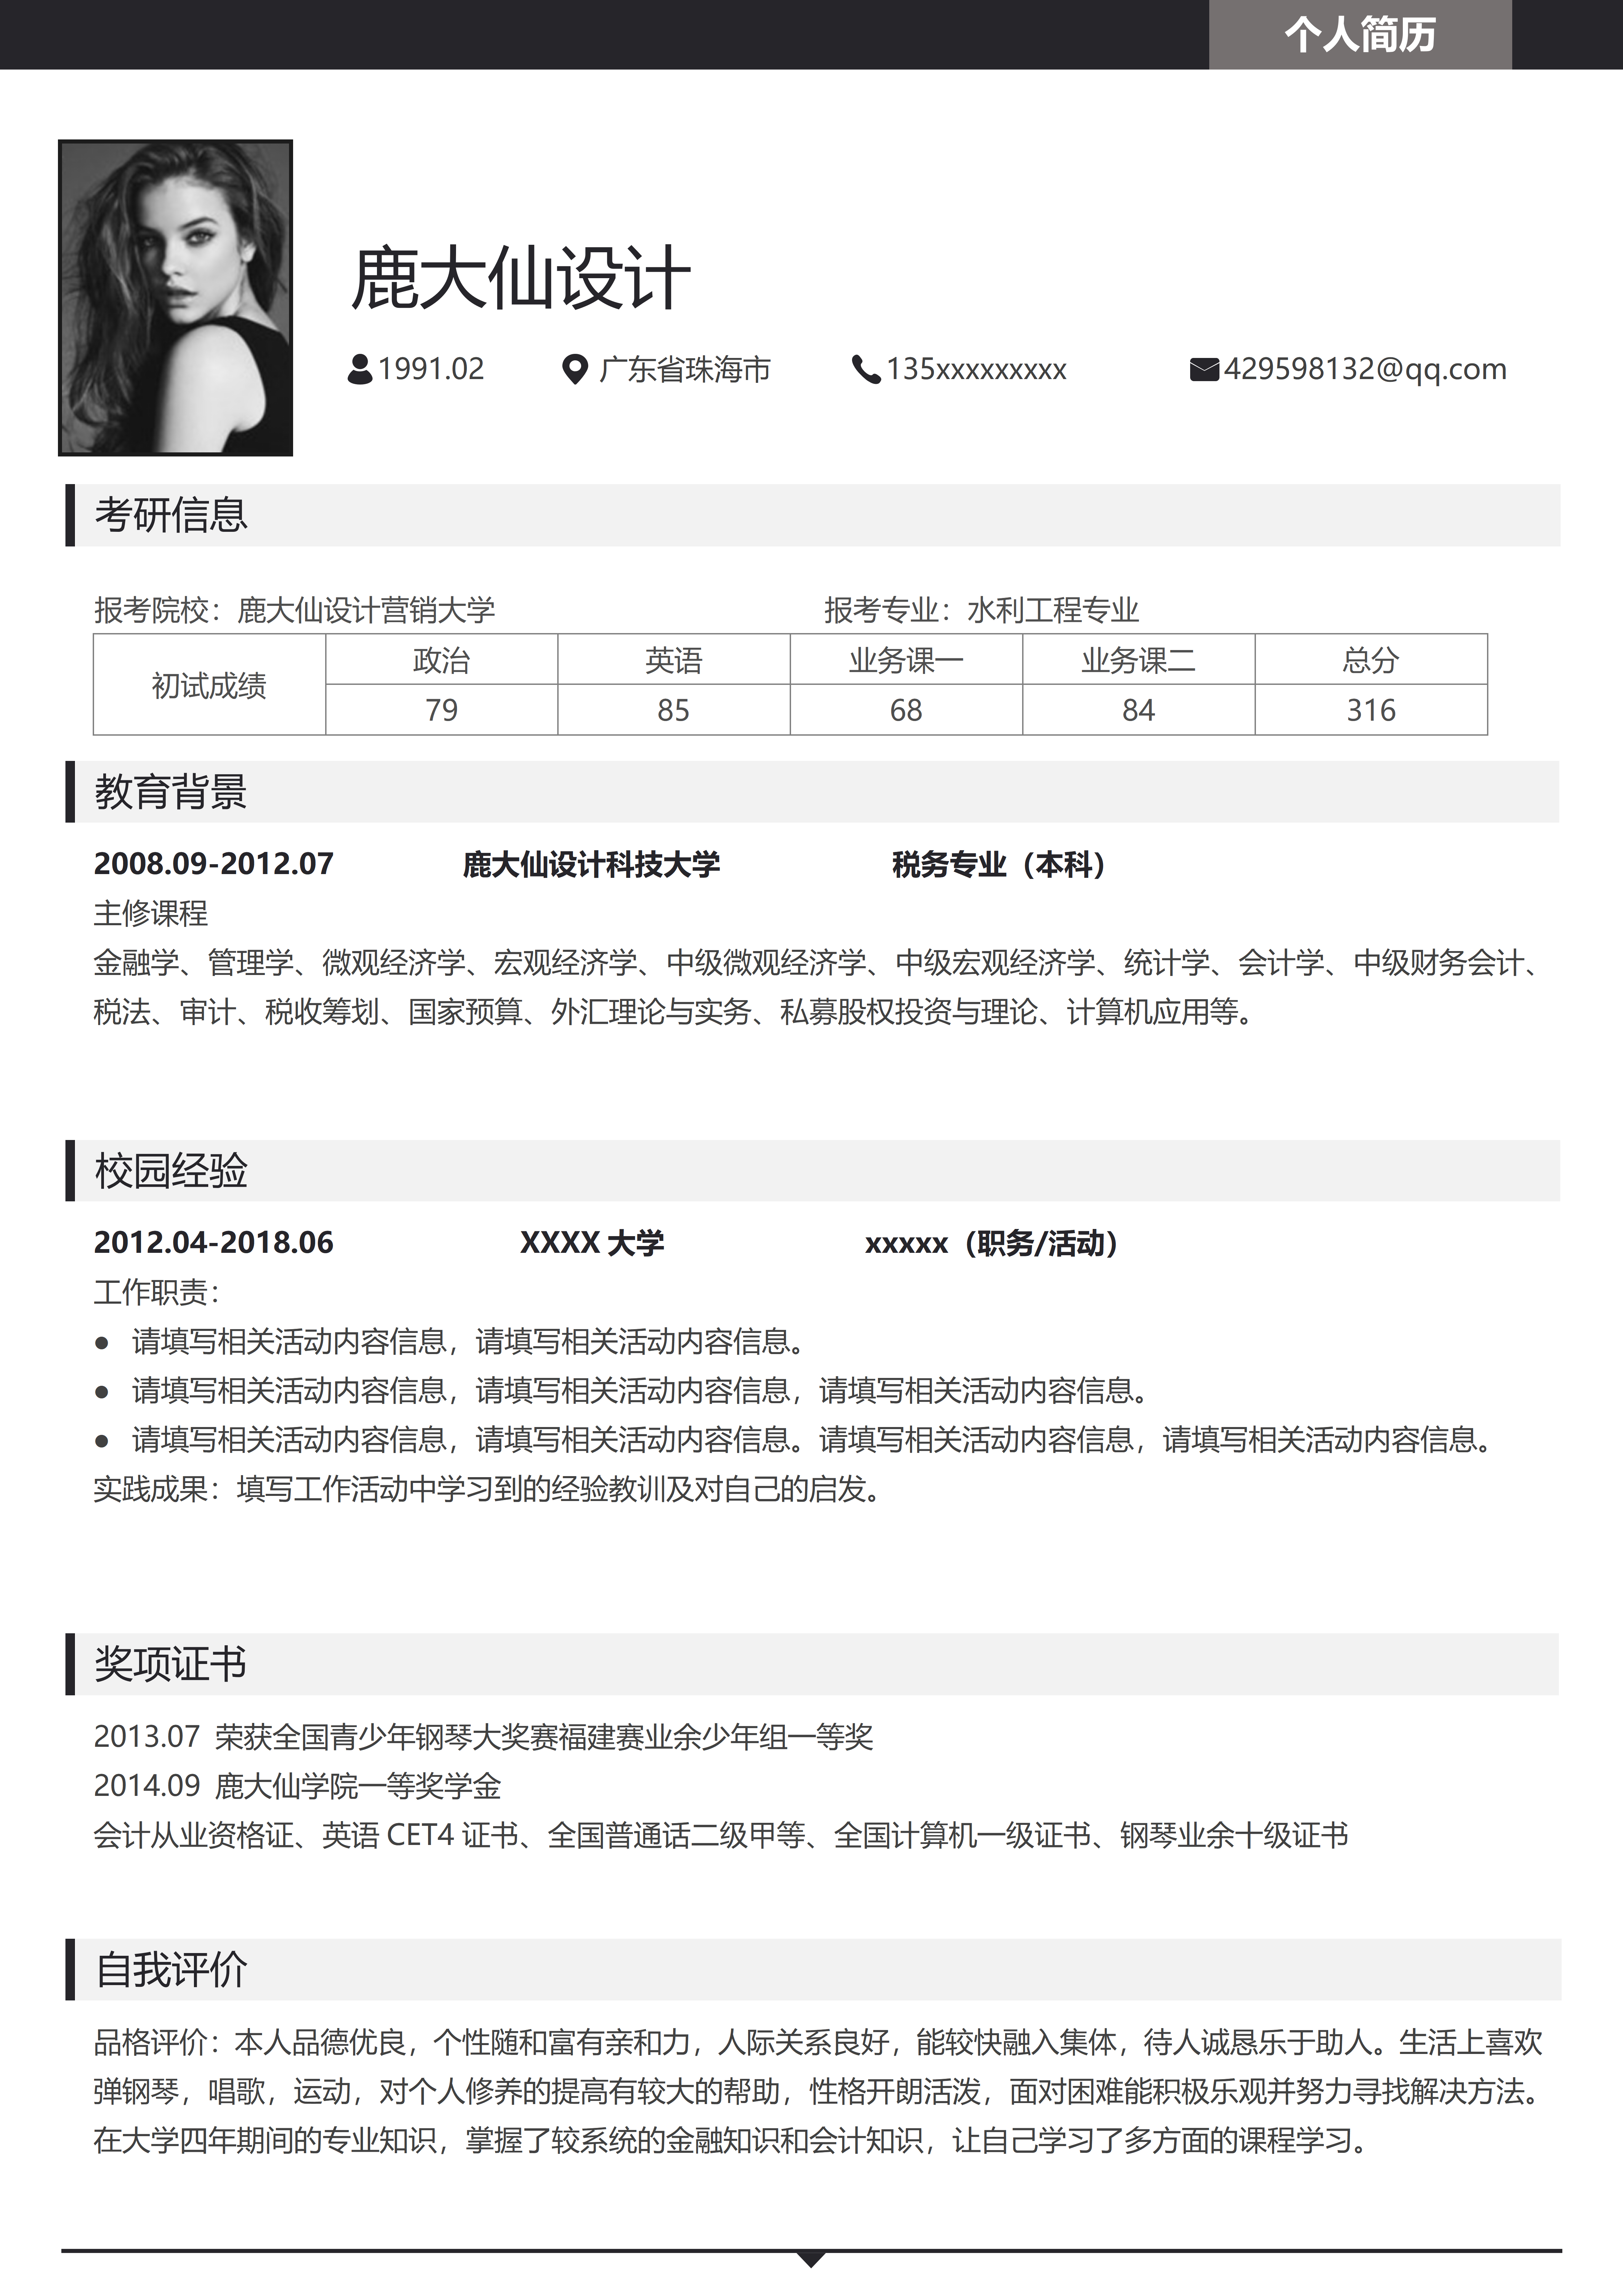 个人简历
鹿大仙设计
1991.02 广东省珠海市 135xxxxxxxxx 429598132@qq.com
考研信息
报考院校：鹿大仙设计营销大学 报考专业：水利工程专业
初试成绩 政治 英语 业务课一 业务课二 总分
79 85 68 84 316
教育背景
2008.09-2012.07 鹿大仙设计科技大学 税务专业（本科）
主修课程
金融学、管理学、微观经济学、宏观经济学、中级微观经济学、中级宏观经济学、统计学、会计学、中级财务会计、
税法、审计、税收筹划、国家预算、外汇理论与实务、私募股权投资与理论、计算机应用等。
校园经验
2012.04-2018.06 XXXX 大学 xxxxx（职务/活动）
工作职责：
● 请填写相关活动内容信息，请填写相关活动内容信息。
● 请填写相关活动内容信息，请填写相关活动内容信息，请填写相关活动内容信息。
● 请填写相关活动内容信息，请填写相关活动内容信息。请填写相关活动内容信息，请填写相关活动内容信息。
实践成果：填写工作活动中学习到的经验教训及对自己的启发。
奖项证书
2013.07 荣获全国青少年钢琴大奖赛福建赛业余少年组一等奖
2014.09 鹿大仙学院一等奖学金
会计从业资格证、英语 CET4 证书、全国普通话二级甲等、全国计算机一级证书、钢琴业余十级证书
自我评价
品格评价：本人品德优良，个性随和富有亲和力，人际关系良好，能较快融入集体，待人诚恳乐于助人。生活上喜欢
弹钢琴，唱歌，运动，对个人修养的提高有较大的帮助，性格开朗活泼，面对困难能积极乐观并努力寻找解决方法。
在大学四年期间的专业知识，掌握了较系统的金融知识和会计知识，让自己学习了多方面的课程学习。